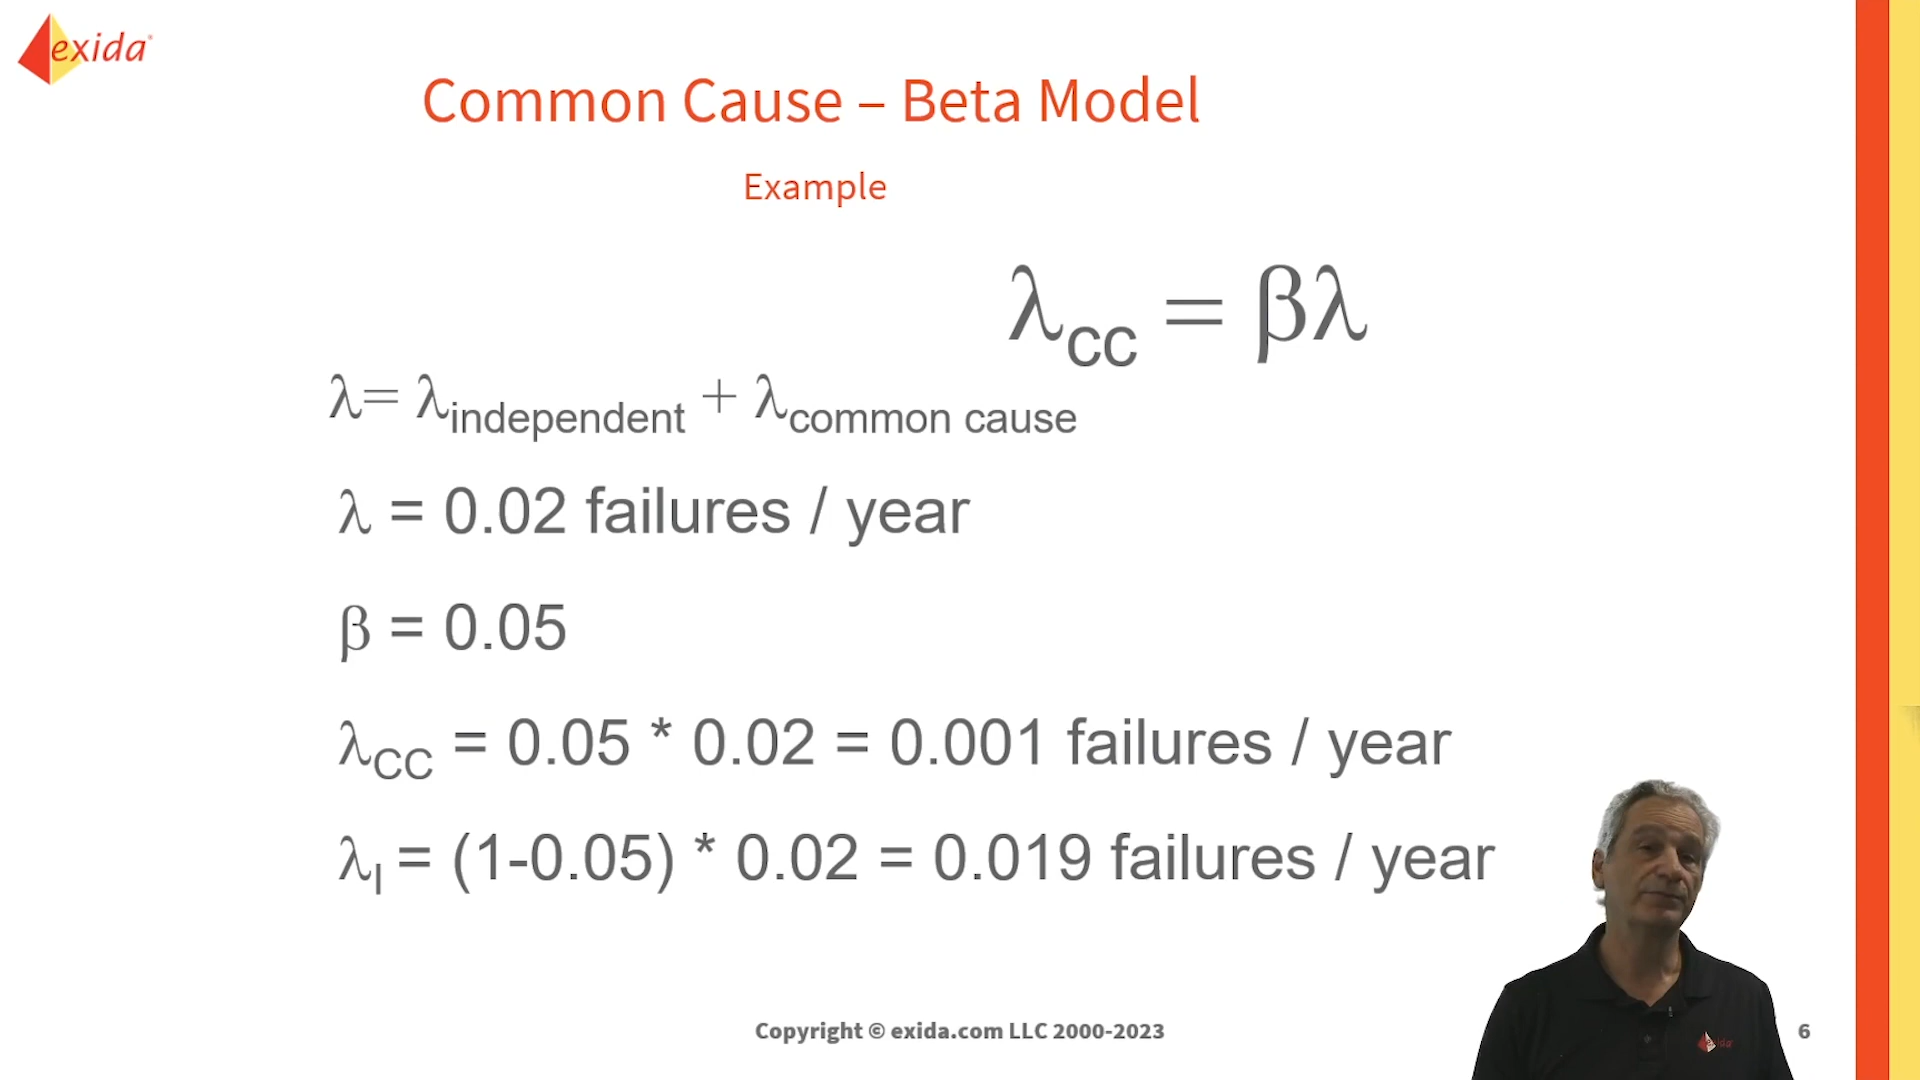 exida
Common Cause – Beta Model
Example
λCC = βλ
λ= λindependent + λcommon cause
λ = 0.02 failures / year
β = 0.05
λCC = 0.05 * 0.02 = 0.001 failures / year
λI = (1-0.05) * 0.02 = 0.019 failures / year
Copyright © exida.com LLC 2000-2023
6